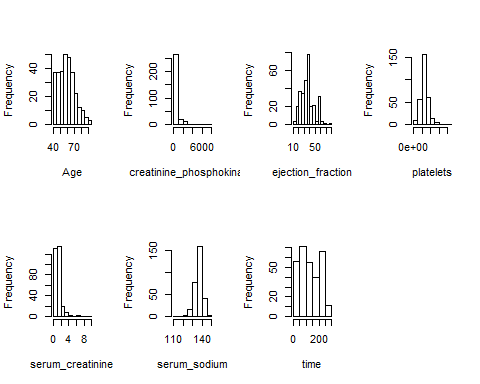 Frequency
0 20 40
40 70
Age
Frequency
0 100 200
0 6000
creatinine_phosphokina
Frequency
0 20 60
10 50
ejection_fraction
Frequency
0 50 150
0e+00
platelets
Frequency
0 40 120
0 4 8
serum_creatinine
Frequency
0 50 150
110 140
serum_sodium
Frequency
0 20 60
0 200
time